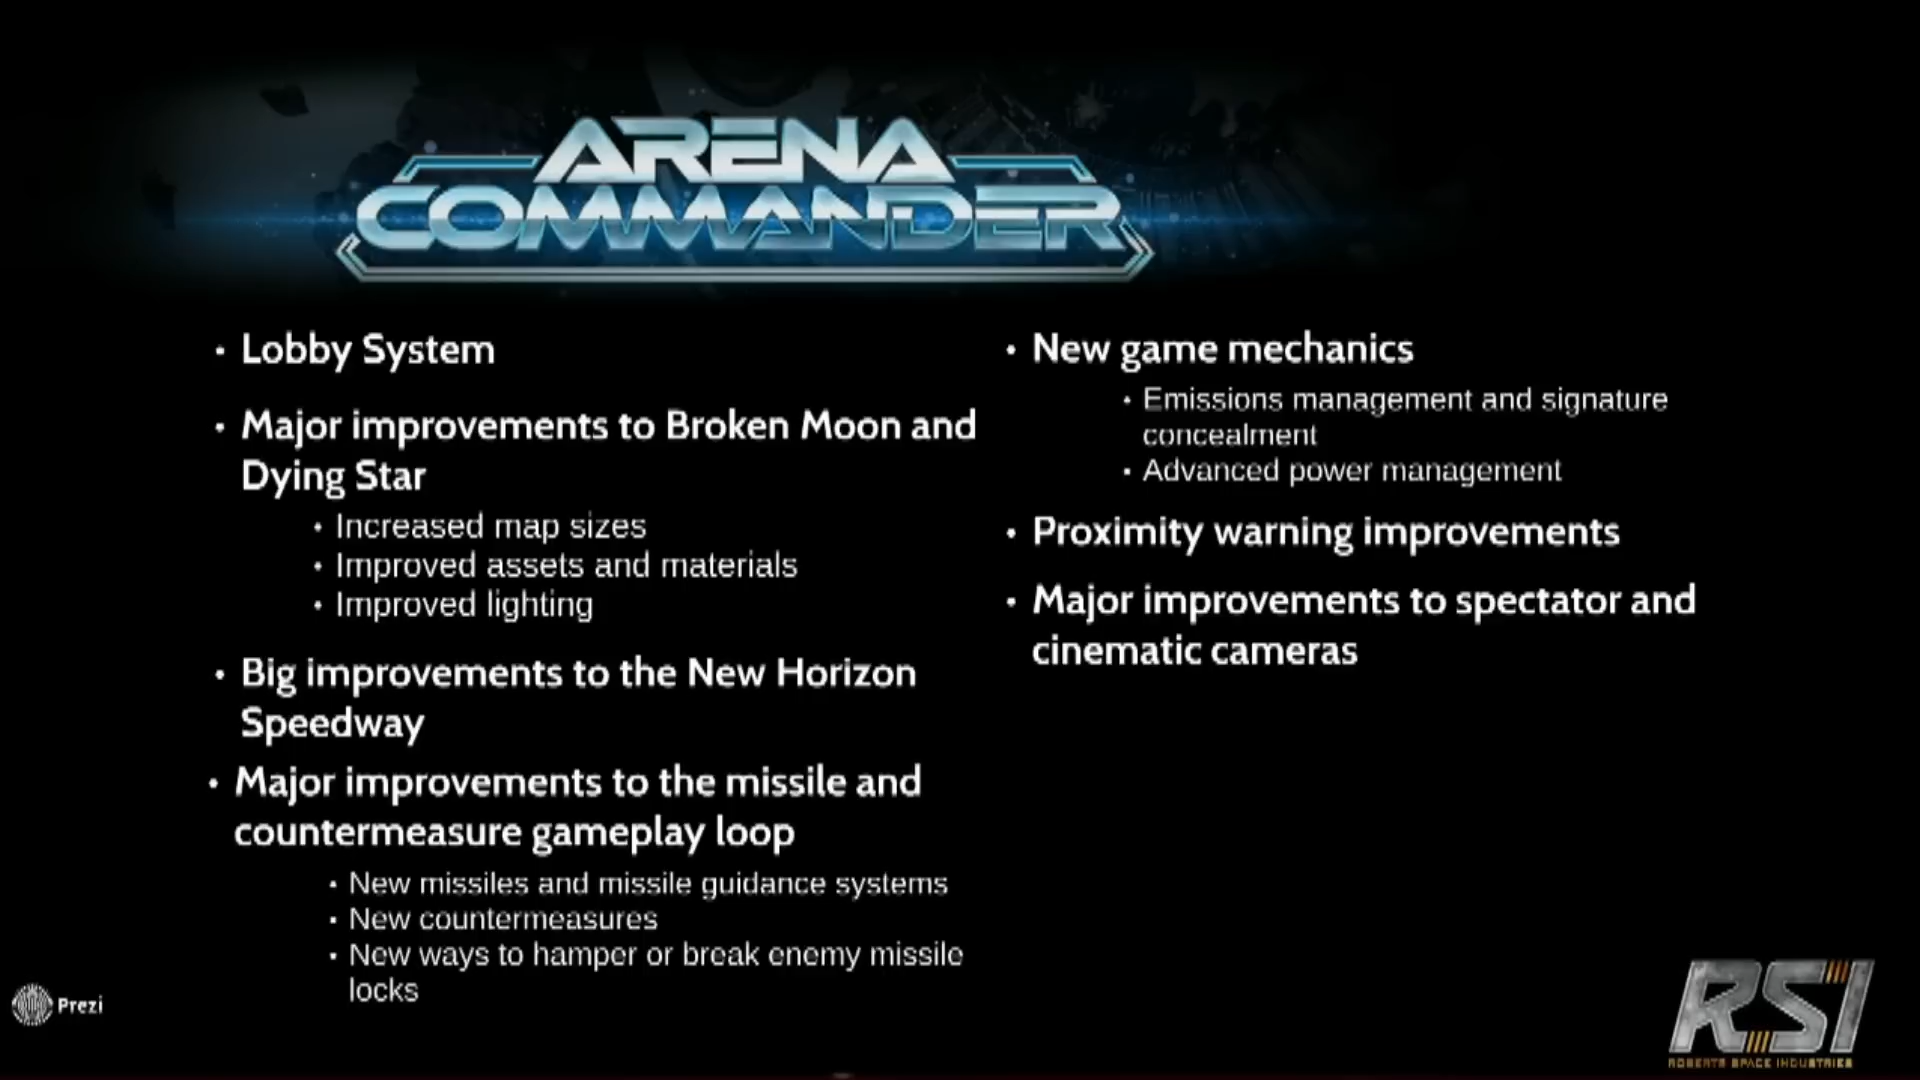 ARENA
COMMANDER
• Lobby System
• Major improvements to Broken Moon and
Dying Star
• Increased map sizes
• Improved assets and materials
• Improved lighting
• Big improvements to the New Horizon
Speedway
• Major improvements to the missile and
countermeasure gameplay loop
• New missiles and missile guidance systems
• New countermeasures
• New ways to hamper or break enemy missile
locks
• New game mechanics
• Emissions management and signature
concealment
• Advanced power management
• Proximity warning improvements
• Major improvements to spectator and
cinematic cameras
Prezi
RSI
ROBERTS SPACE INDUSTRIES